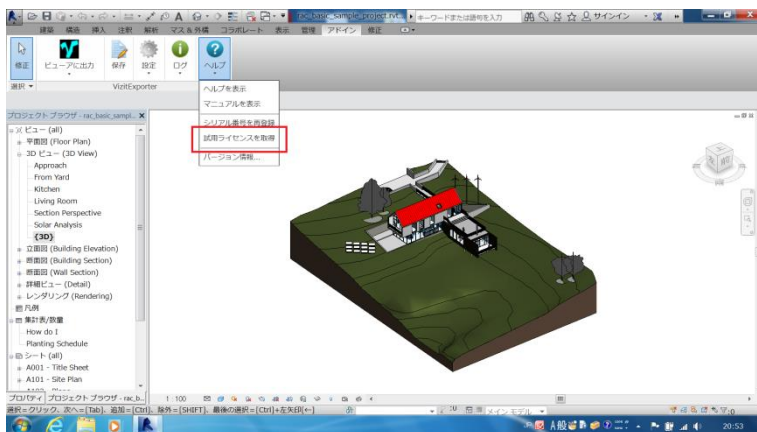 rac_basic_sample_project.rvt...
キーワードまたは語句を入力
サインイン
建築 構造 挿入 注釈 解析 マス＆外構 コラボレート 表示 管理 アドイン 修正
修正
ビューアに出力
保存
設定
ログ
ヘルプ
選択
VizitExporter
ヘルプを表示
マニュアルを表示
シリアル番号を再登録
試用ライセンスを取得
バージョン情報...
プロジェクト ブラウザ - rac_basic_sampl...
ビュー (all)
平面図 (Floor Plan)
3D ビュー (3D View)
Approach
From Yard
Kitchen
Living Room
Section Perspective
Solar Analysis
{3D}
立面図 (Building Elevation)
断面図 (Building Section)
断面図 (Wall Section)
詳細ビュー (Detail)
レンダリング (Rendering)
凡例
集計表/数量
How do I
Planting Schedule
シート (all)
A001 - Title Sheet
A101 - Site Plan
プロパティ
プロジェクト ブラウザ - rac_b...
1 : 100
選択＝クリック、次へ＝[Tab]、追加＝[Ctrl]、除外＝[SHIFT]、最後の選択＝[Ctrl]+左矢印[←]
:0
メイン モデル
:0
A 般
20:53